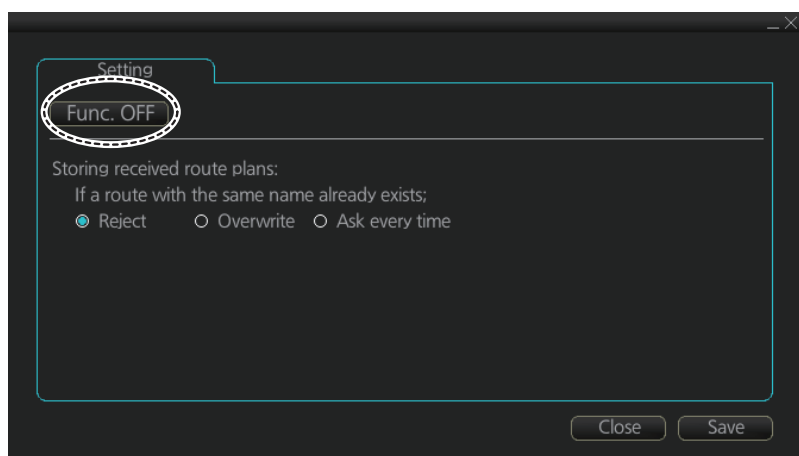 Setting
Func. OFF
Storing received route plans:
If a route with the same name already exists;
Reject Overwrite Ask every time
Close Save